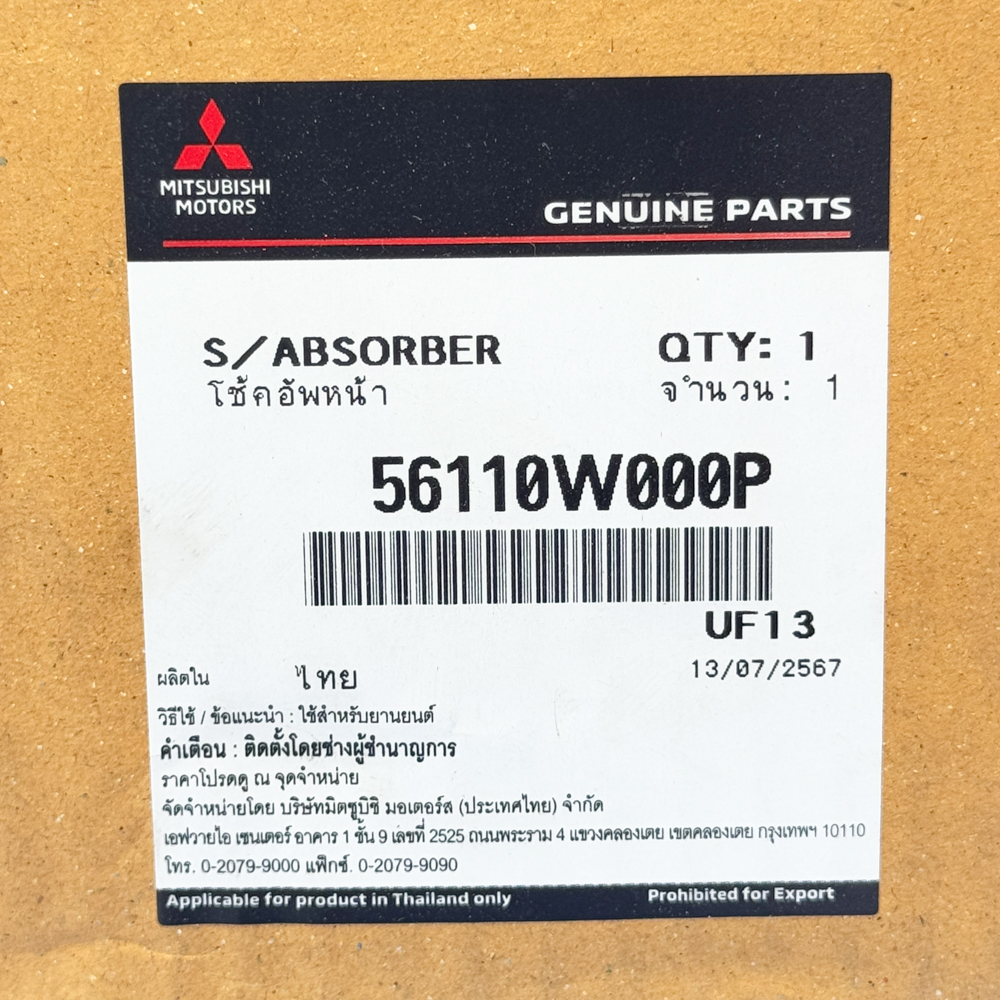 MITSUBISHI
MOTORS
GENUINE PARTS
S/ABSORBER QTY: 1
โช้คอัพหน้า จำนวน: 1
56110W000P
UF13
13/07/2567
ผลิตใน ไทย
วิธีใช้ / ข้อแนะนำ : ใช้สำหรับยานยนต์
คำเตือน : ติดตั้งโดยช่างผู้ชำนาญการ
ราคาโปรดดู ณ จุดจำหน่าย
จัดจำหน่ายโดย บริษัทมิตซูบิชิ มอเตอร์ส (ประเทศไทย) จำกัด
เอฟวายไอ เซนเตอร์ อาคาร 1 ชั้น 9 เลขที่ 2525 ถนนพระราม 4 แขวงคลองเตย เขตคลองเตย กรุงเทพฯ 10110
โทร. 0-2079-9000 แฟ็กซ์. 0-2079-9090
Applicable for product in Thailand only Prohibited for Export